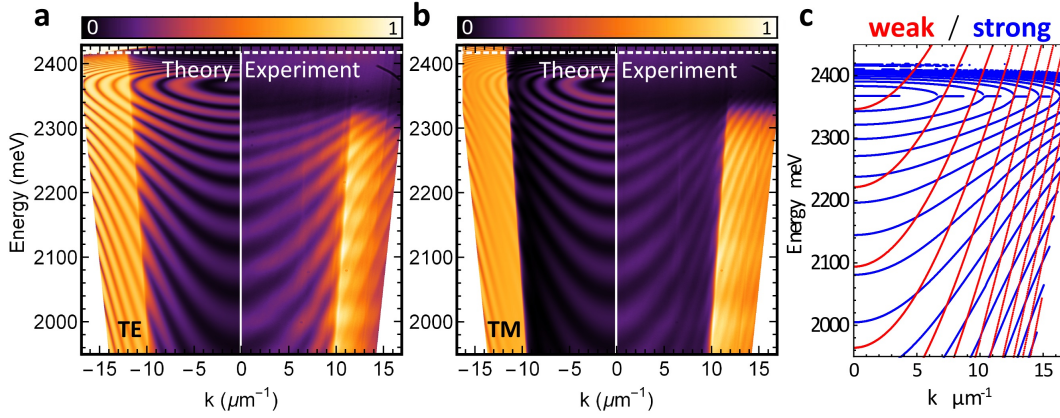 a
0 1
b
0 1
c
weak / strong
Energy (meV)
2400
2300
2200
2100
2000
Theory Experiment
TE
−15 −10 −5 0 5 10 15
k (μm⁻¹)
2400
2300
2200
2100
2000
Theory Experiment
TM
−15 −10 −5 0 5 10 15
k (μm⁻¹)
Energy meV
2400
2300
2200
2100
2000
0 5 10 15
k μm⁻¹